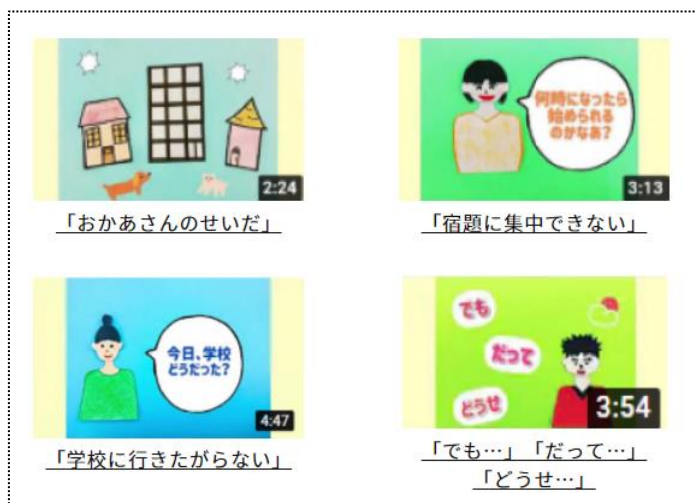 2:24
「おかあさんのせいだ」
何時になったら
始められる
のかなあ?
3:13
「宿題に集中できない」
今日、学校
どうだった?
4:47
「学校に行きたがらない」
でも
だって
どうせ
3:54
「でも…」「だって…」
「どうせ…」